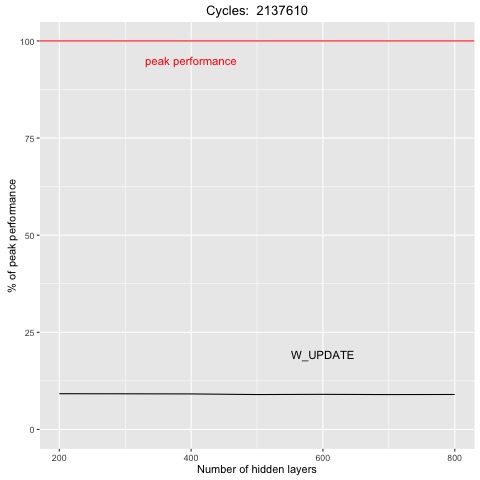 Cycles:  2137610
100
peak performance
75
% of peak performance
50
25
W_UPDATE
0
200
400
600
800
Number of hidden layers